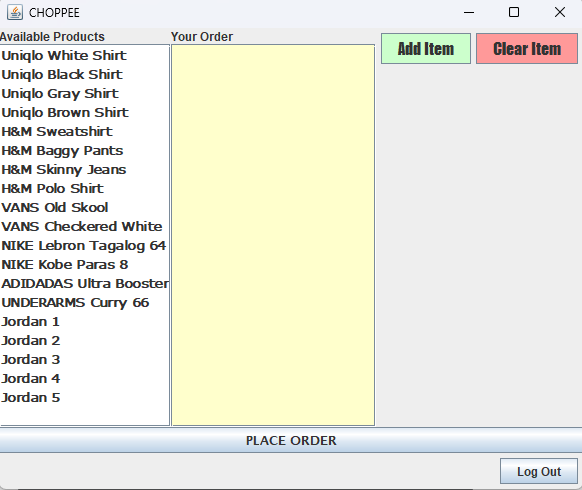 CHOPPEE
Available Products
Your Order
Add Item
Clear Item
Uniqlo White Shirt
Uniqlo Black Shirt
Uniqlo Gray Shirt
Uniqlo Brown Shirt
H&M Sweatshirt
H&M Baggy Pants
H&M Skinny Jeans
H&M Polo Shirt
VANS Old Skool
VANS Checkered White
NIKE Lebron Tagalog 64
NIKE Kobe Paras 8
ADIDADAS Ultra Booster
UNDERARMS Curry 66
Jordan 1
Jordan 2
Jordan 3
Jordan 4
Jordan 5
PLACE ORDER
Log Out